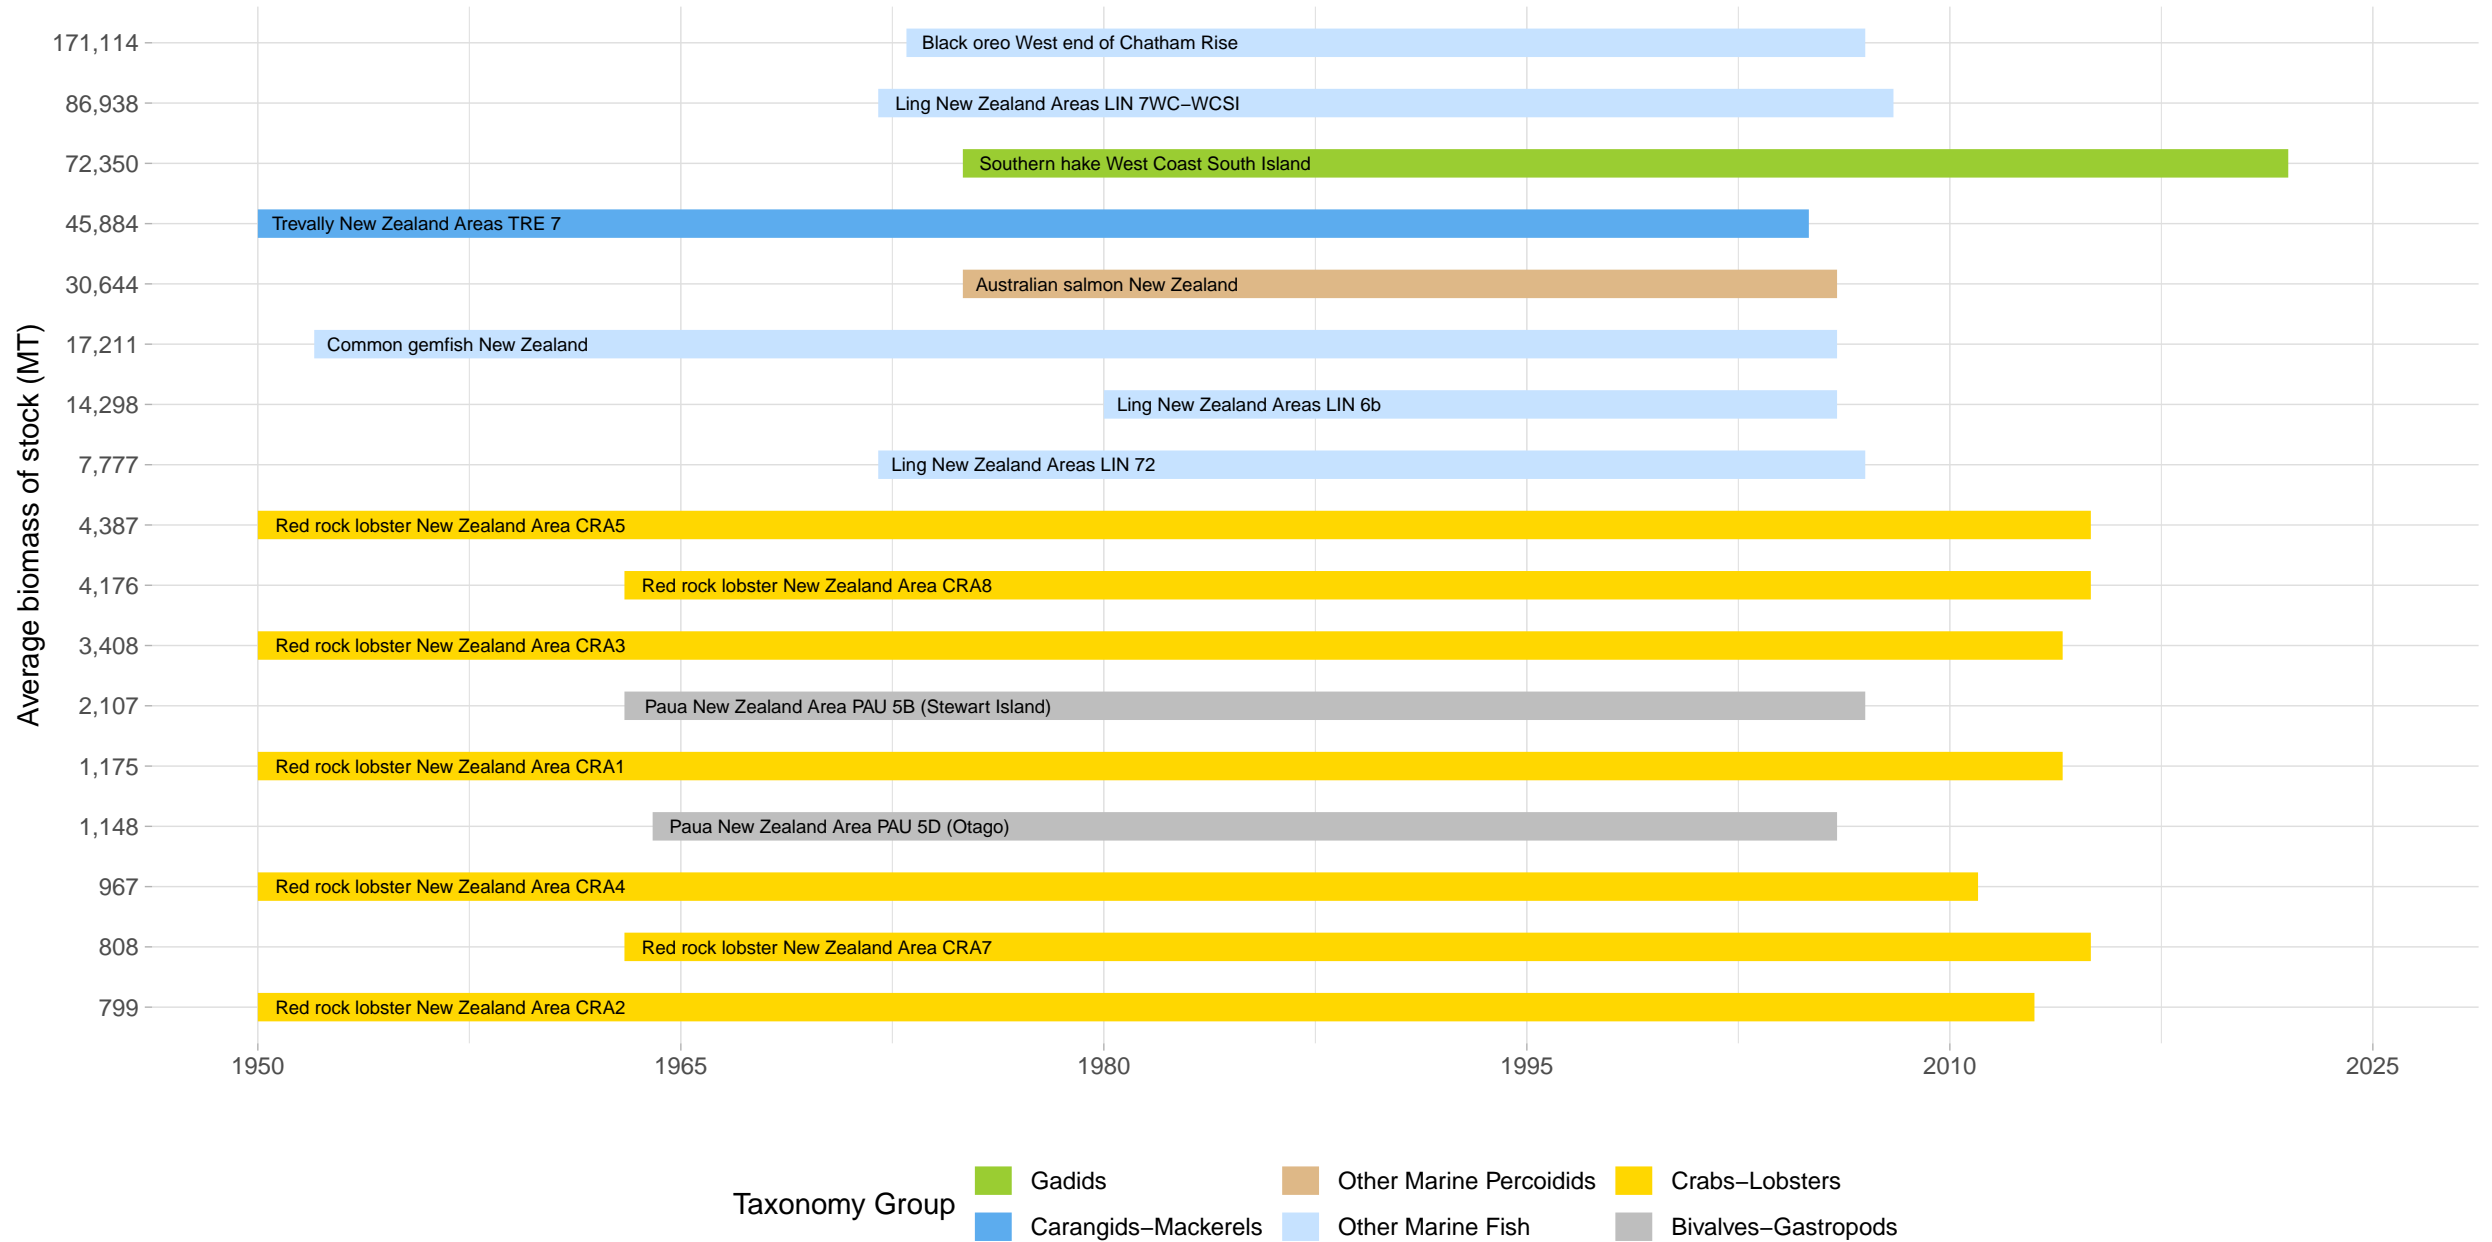 171,114 Black oreo West end of Chatham Rise
86,938 Ling New Zealand Areas LIN 7WC−WCSI
72,350 Southern hake West Coast South Island
45,884 Trevally New Zealand Areas TRE 7
30,644 Australian salmon New Zealand
17,211 Common gemfish New Zealand
14,298 Ling New Zealand Areas LIN 6b
7,777 Ling New Zealand Areas LIN 72
4,387 Red rock lobster New Zealand Area CRA5
4,176 Red rock lobster New Zealand Area CRA8
3,408 Red rock lobster New Zealand Area CRA3
2,107 Paua New Zealand Area PAU 5B (Stewart Island)
1,175 Red rock lobster New Zealand Area CRA1
1,148 Paua New Zealand Area PAU 5D (Otago)
967 Red rock lobster New Zealand Area CRA4
808 Red rock lobster New Zealand Area CRA7
799 Red rock lobster New Zealand Area CRA2
Average biomass of stock (MT)
1950 1965 1980 1995 2010 2025
Taxonomy Group
Gadids Other Marine Percoidids Crabs−Lobsters
Carangids−Mackerels Other Marine Fish Bivalves−Gastropods